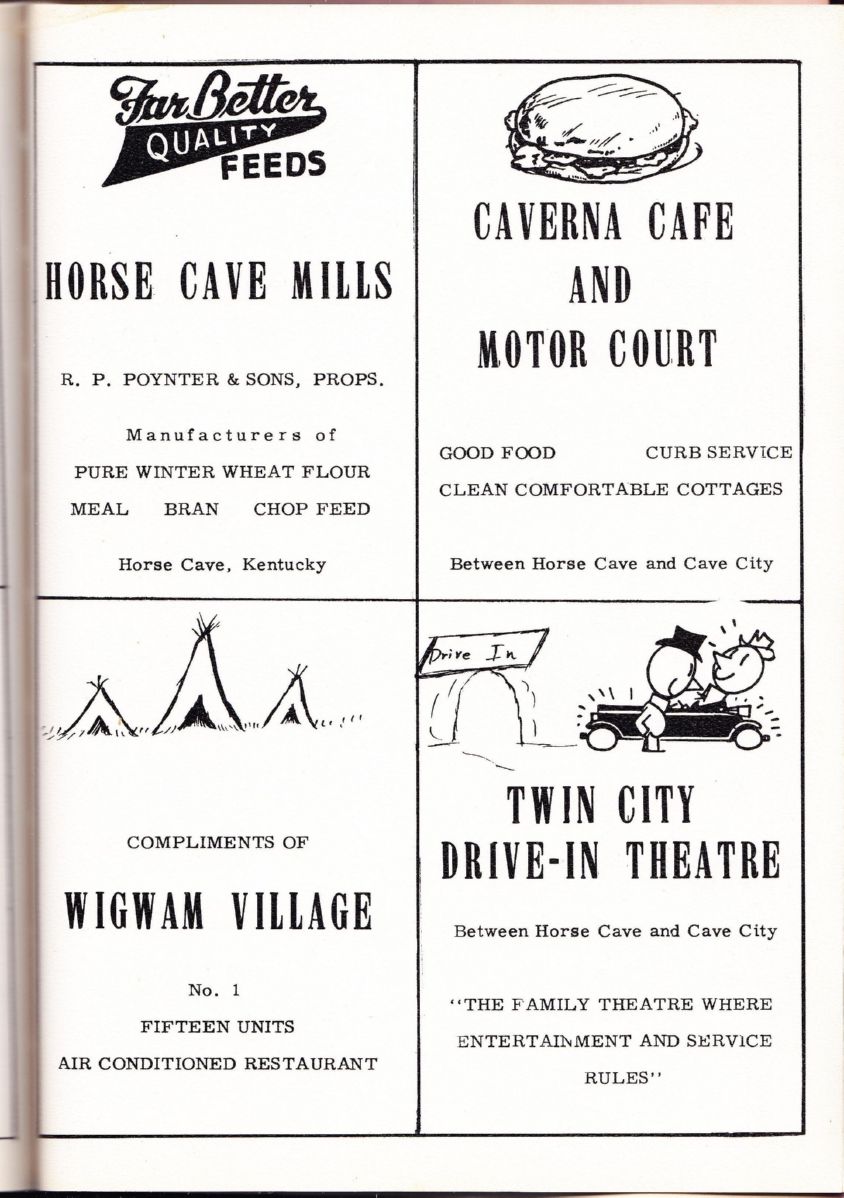 Far Better
QUALITY
FEEDS
HORSE CAVE MILLS
R. P. POYNTER & SONS, PROPS.
Manufacturers of
PURE WINTER WHEAT FLOUR
MEAL BRAN CHOP FEED
Horse Cave, Kentucky
CAVERNA CAFE
AND
MOTOR COURT
GOOD FOOD CURB SERVICE
CLEAN COMFORTABLE COTTAGES
Between Horse Cave and Cave City
COMPLIMENTS OF
WIGWAM VILLAGE
No. 1
FIFTEEN UNITS
AIR CONDITIONED RESTAURANT
Drive In
TWIN CITY
DRIVE-IN THEATRE
Between Horse Cave and Cave City
"THE FAMILY THEATRE WHERE
ENTERTAINMENT AND SERVICE
RULES"